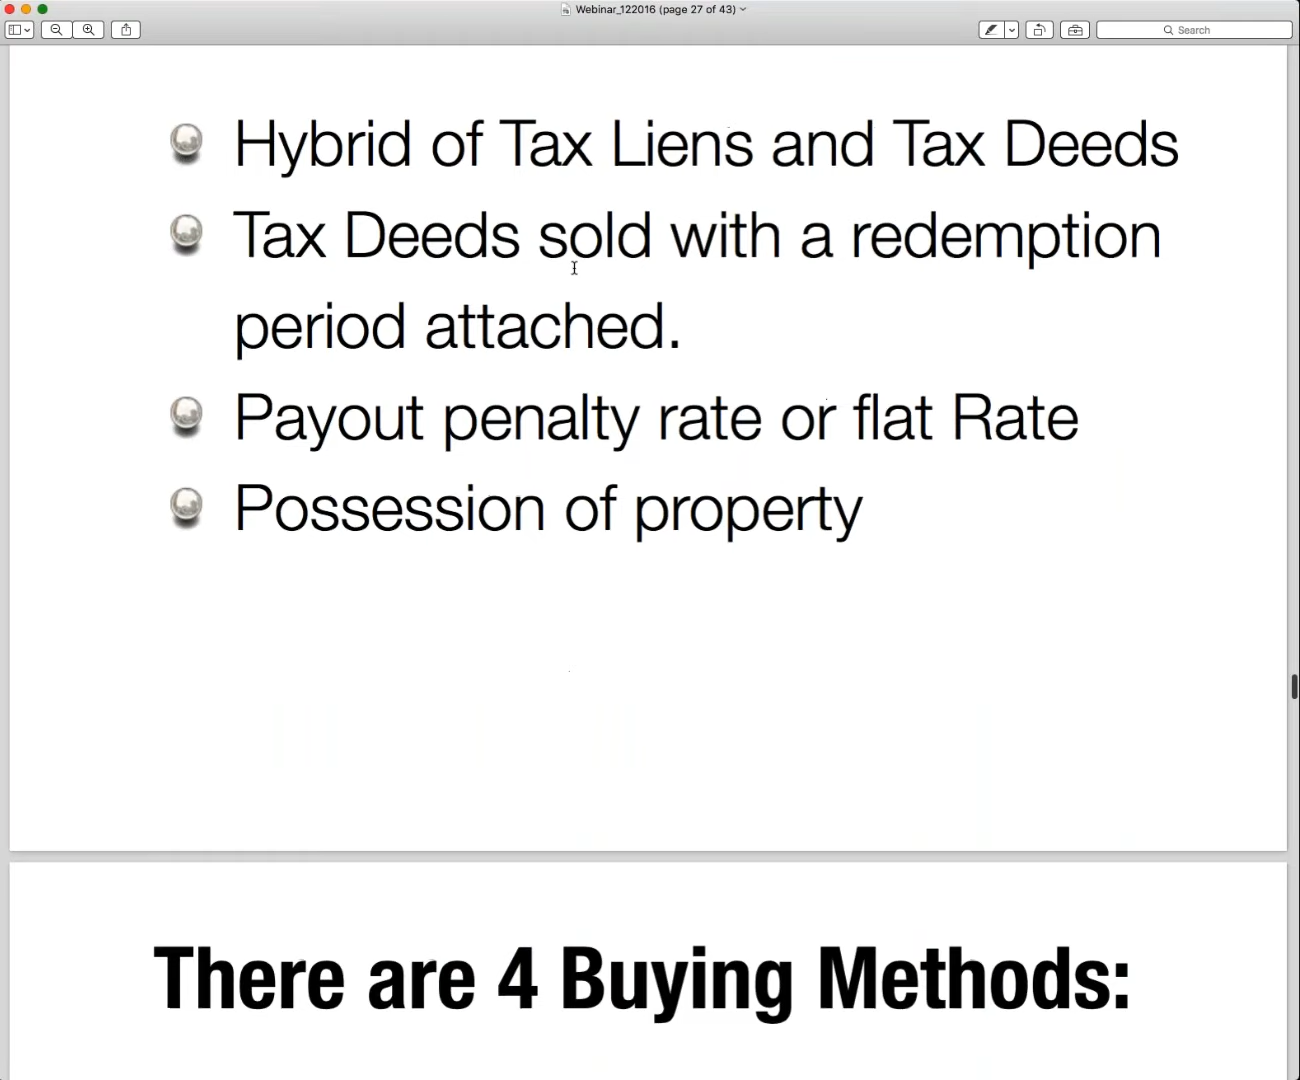 Webinar_122016 (page 27 of 43)
Search
Hybrid of Tax Liens and Tax Deeds
Tax Deeds sold with a redemption
period attached.
Payout penalty rate or flat Rate
Possession of property
There are 4 Buying Methods: